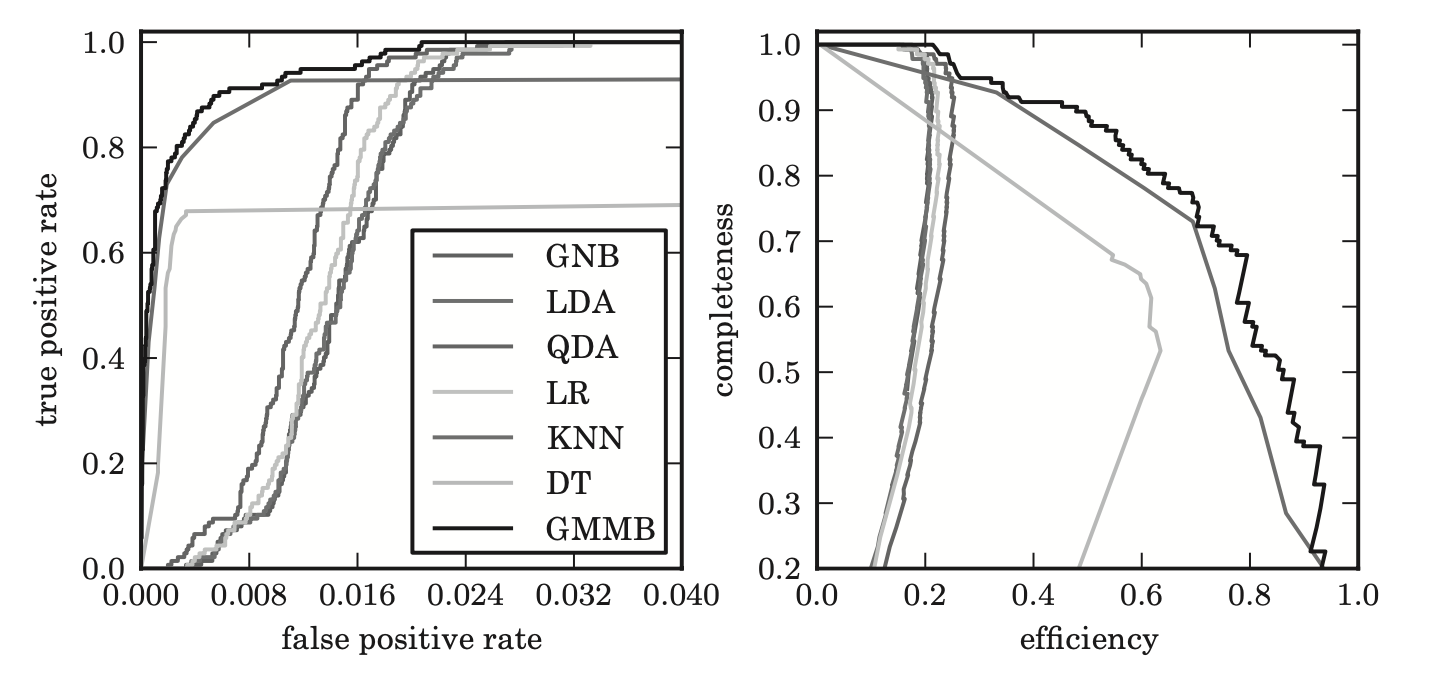 1.0
0.8
0.6
0.4
0.2
0.0
true positive rate
GNB
LDA
QDA
LR
KNN
DT
GMMB
0.000 0.008 0.016 0.024 0.032 0.040
false positive rate
1.0
0.9
0.8
0.7
0.6
0.5
0.4
0.3
0.2
completeness
0.0 0.2 0.4 0.6 0.8 1.0
efficiency